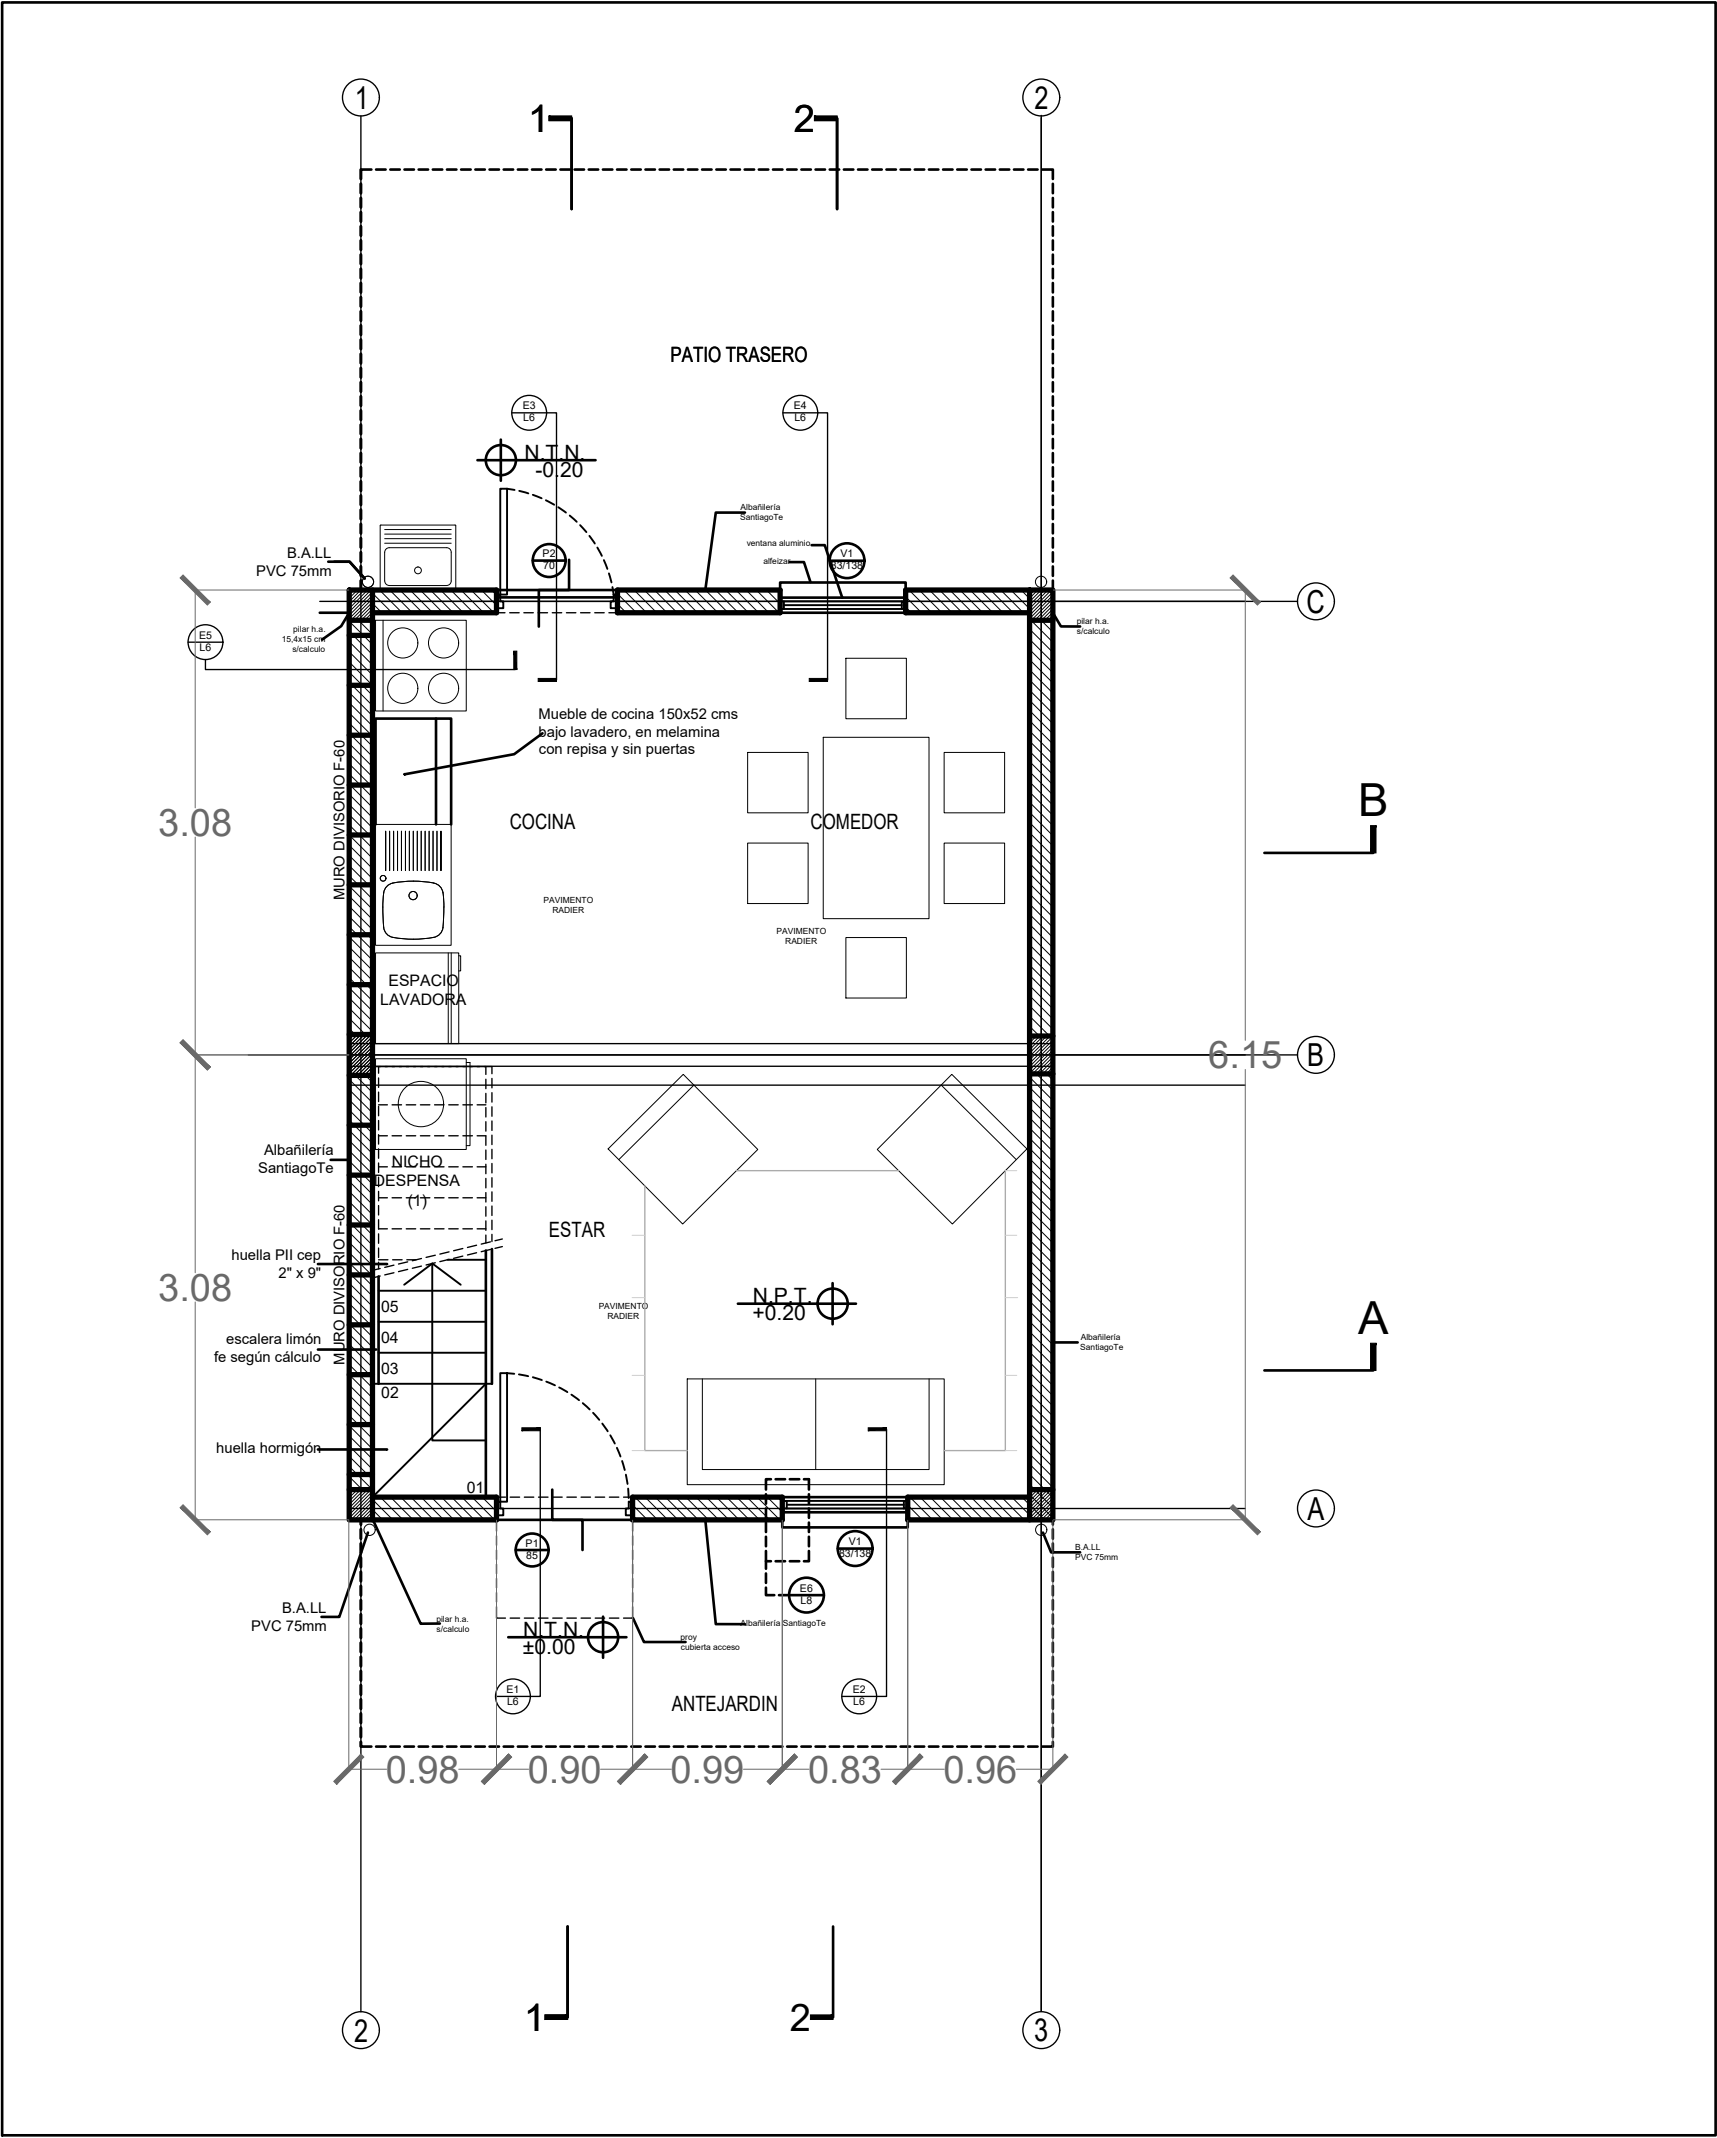 1
2
1
2
PATIO TRASERO
E3
L6
E4
L6
N.T.N.
-0.20
Albañilería
SantiagoTe
ventana aluminio
alfeizar
P2
70
V1
83/138
B.A.LL
PVC 75mm
C
pilar h.a.
15,4x15 cm
s/calculo
pilar h.a.
s/calculo
E5
L6
Mueble de cocina 150x52 cms
bajo lavadero, en melamina
con repisa y sin puertas
MURO DIVISORIO F-60
3.08
COCINA
COMEDOR
B
PAVIMENTO
RADIER
PAVIMENTO
RADIER
ESPACIO
LAVADORA
6.15
B
Albañilería
SantiagoTe
NICHO
DESPENSA
(1)
ESTAR
MURO DIVISORIO F-60
huella PII cep
2" x 9"
3.08
N.P.T.
+0.20
PAVIMENTO
RADIER
A
05
04
03
02
01
escalera limón
fe según cálculo
Albañilería
SantiagoTe
huella hormigón
A
P1
85
V1
83/138
B.A.LL
PVC 75mm
E6
L8
B.A.LL
PVC 75mm
pilar h.a.
s/calculo
Albañilería SantiagoTe
N.T.N.
±0.00
proy
cubierta acceso
E1
L6
E2
L6
ANTEJARDIN
0.98
0.90
0.99
0.83
0.96
1
2
2
3